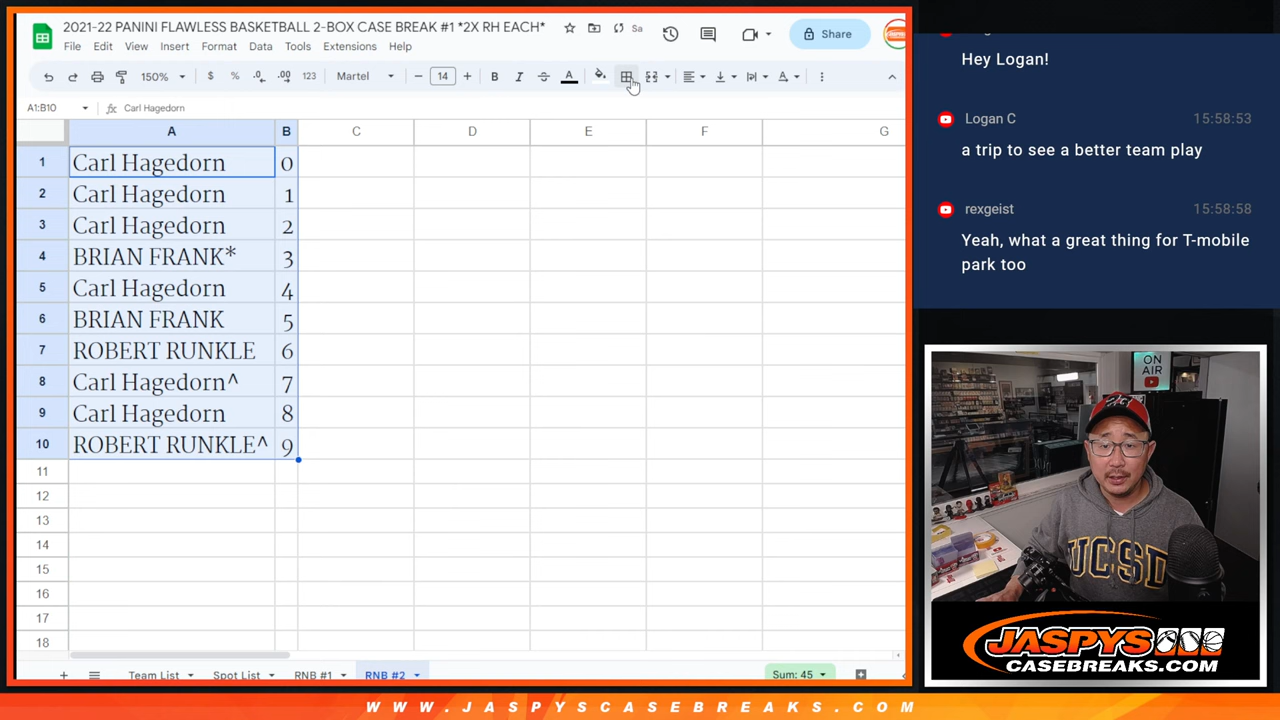 2021-22 PANINI FLAWLESS BASKETBALL 2-BOX CASE BREAK #1 *2X RH EACH*
Sa
Share
File Edit View Insert Format Data Tools Extensions Help
150% $ % .0 .00 123 Martel 14 B I A
A1:B10 fx Carl Hagedorn
A B C D E F G
1 Carl Hagedorn 0
2 Carl Hagedorn 1
3 Carl Hagedorn 2
4 BRIAN FRANK* 3
5 Carl Hagedorn 4
6 BRIAN FRANK 5
7 ROBERT RUNKLE 6
8 Carl Hagedorn^ 7
9 Carl Hagedorn 8
10 ROBERT RUNKLE^ 9
11
12
13
14
15
16
17
18
Team List Spot List RNB #1 RNB #2 Sum: 45
Hey Logan!
Logan C 15:58:53
a trip to see a better team play
rexgeist 15:58:58
Yeah, what a great thing for T-mobile
park too
ON
AIR
UCSD
JASPYS
CASEBREAKS.COM
WWW.JASPYSCASEBREAKS.COM